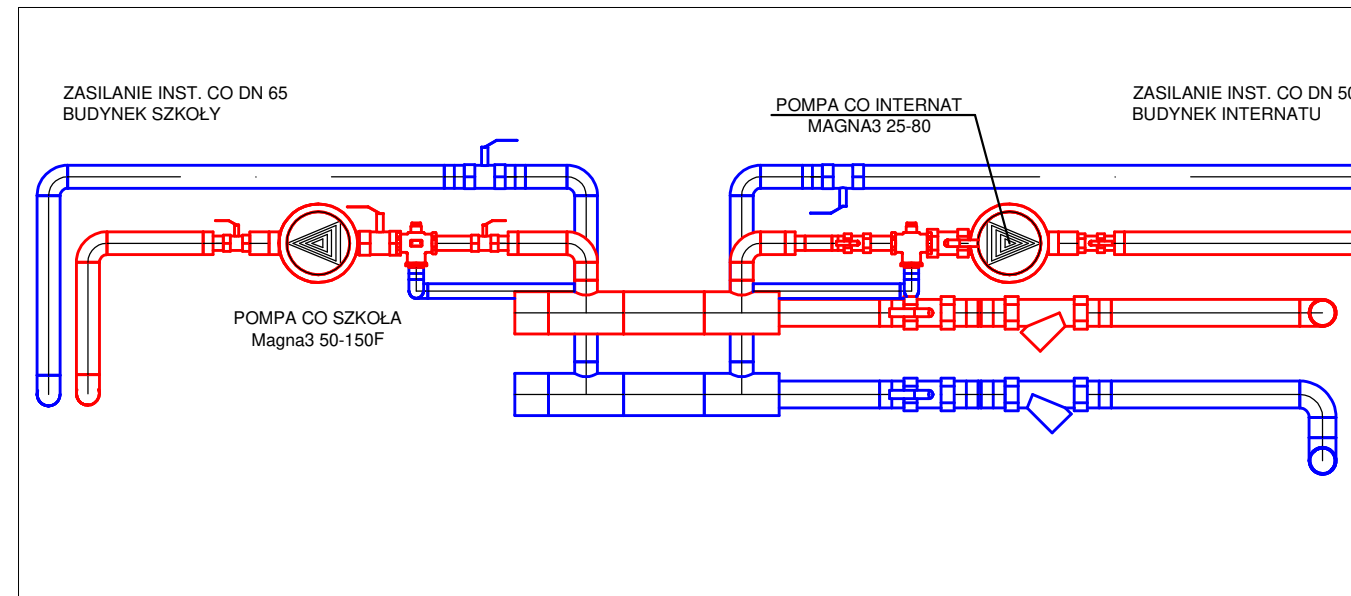 ZASILANIE INST. CO DN 65
BUDYNEK SZKOŁY
POMPA CO INTERNAT
MAGNA3 25-80
ZASILANIE INST. CO DN 50
BUDYNEK INTERNATU
POMPA CO SZKOŁA
Magna3 50-150F